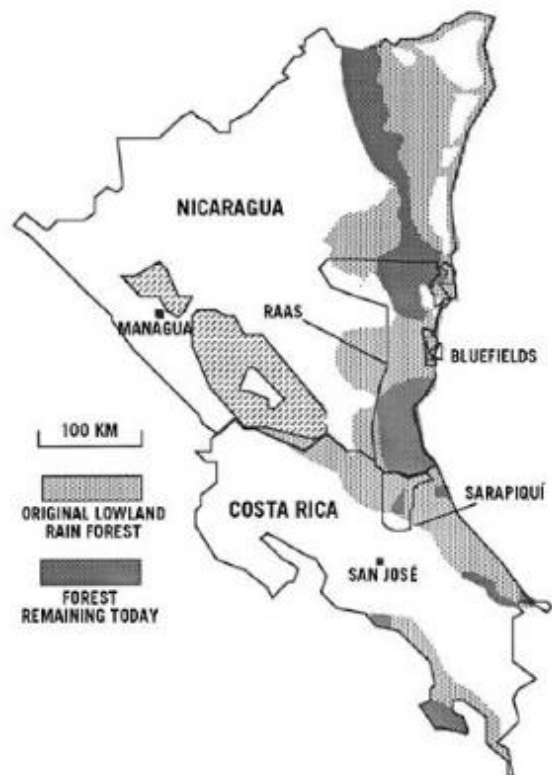 NICARAGUA
RAAS
MANAGUA
BLUEFIELDS
100 KM
ORIGINAL LOWLAND
RAIN FOREST
COSTA RICA
SARAPIQUÍ
SAN JOSÉ
FOREST
REMAINING TODAY